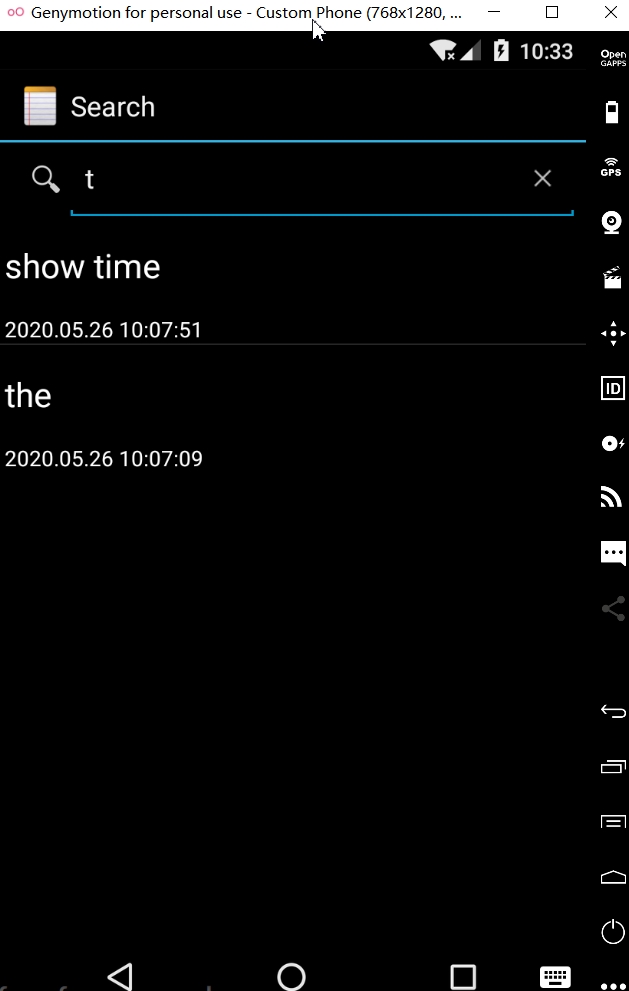 Genymotion for personal use - Custom Phone (768x1280, ...
10:33
Open
GAPPS
Search
GPS
t
show time
2020.05.26 10:07:51
ID
the
2020.05.26 10:07:09